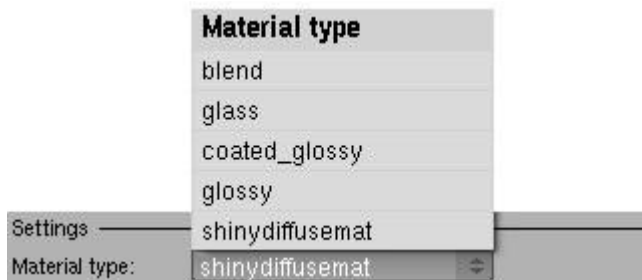 Material type
blend
glass
coated_glossy
glossy
Settings
shinydiffusemat
Material type:
shinydiffusemat